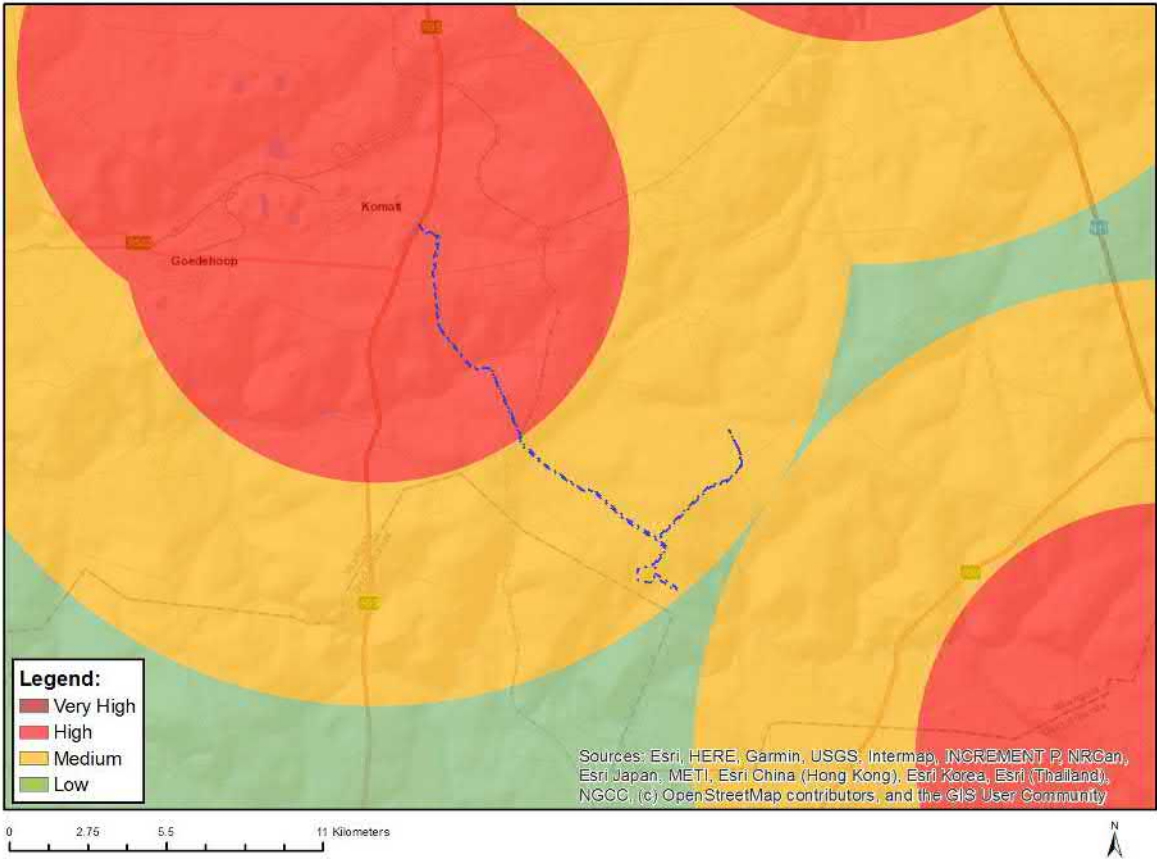 Komati
Goedehoop
Legend:
Very High
High
Medium
Low
Sources: Esri, HERE, Garmin, USGS, Intermap, INCREMENT P, NRCan,
Esri Japan, METI, Esri China (Hong Kong), Esri Korea, Esri (Thailand),
NGCC, (c) OpenStreetMap contributors, and the GIS User Community
0 2.75 5.5 11 Kilometers
N